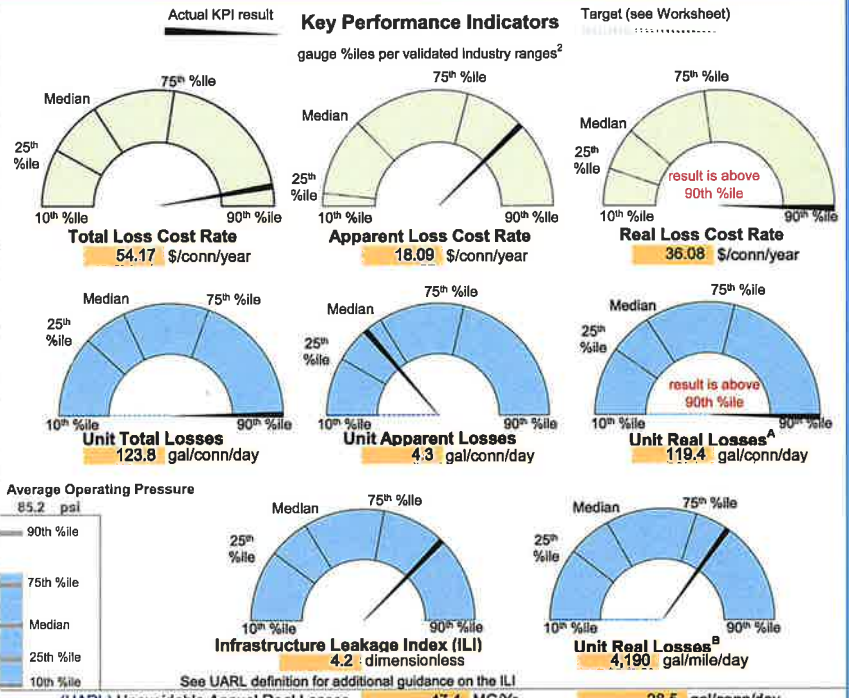 Actual KPI result
Key Performance Indicators
Target (see Worksheet)
gauge %iles per validated industry ranges2
10th %ile
25th %ile
Median
75th %ile
90th %ile
Total Loss Cost Rate
54.17 $/conn/year
10th %ile
25th %ile
Median
75th %ile
90th %ile
Apparent Loss Cost Rate
18.09 $/conn/year
10th %ile
25th %ile
Median
75th %ile
result is above
90th %ile
90th %ile
Real Loss Cost Rate
36.08 $/conn/year
10th %ile
25th %ile
Median
75th %ile
90th %ile
Unit Total Losses
123.8 gal/conn/day
10th %ile
25th %ile
Median
75th %ile
90th %ile
Unit Apparent Losses
4.3 gal/conn/day
10th %ile
25th %ile
Median
75th %ile
result is above
90th %ile
90th %ile
Unit Real LossesA
119.4 gal/conn/day
Average Operating Pressure
85.2 psi
90th %ile
75th %ile
Median
25th %ile
10th %ile
10th %ile
25th %ile
Median
75th %ile
90th %ile
Infrastructure Leakage Index (ILI)
4.2 dimensionless
10th %ile
25th %ile
Median
75th %ile
90th %ile
Unit Real LossesB
4,190 gal/mile/day
See UARL definition for additional guidance on the ILI